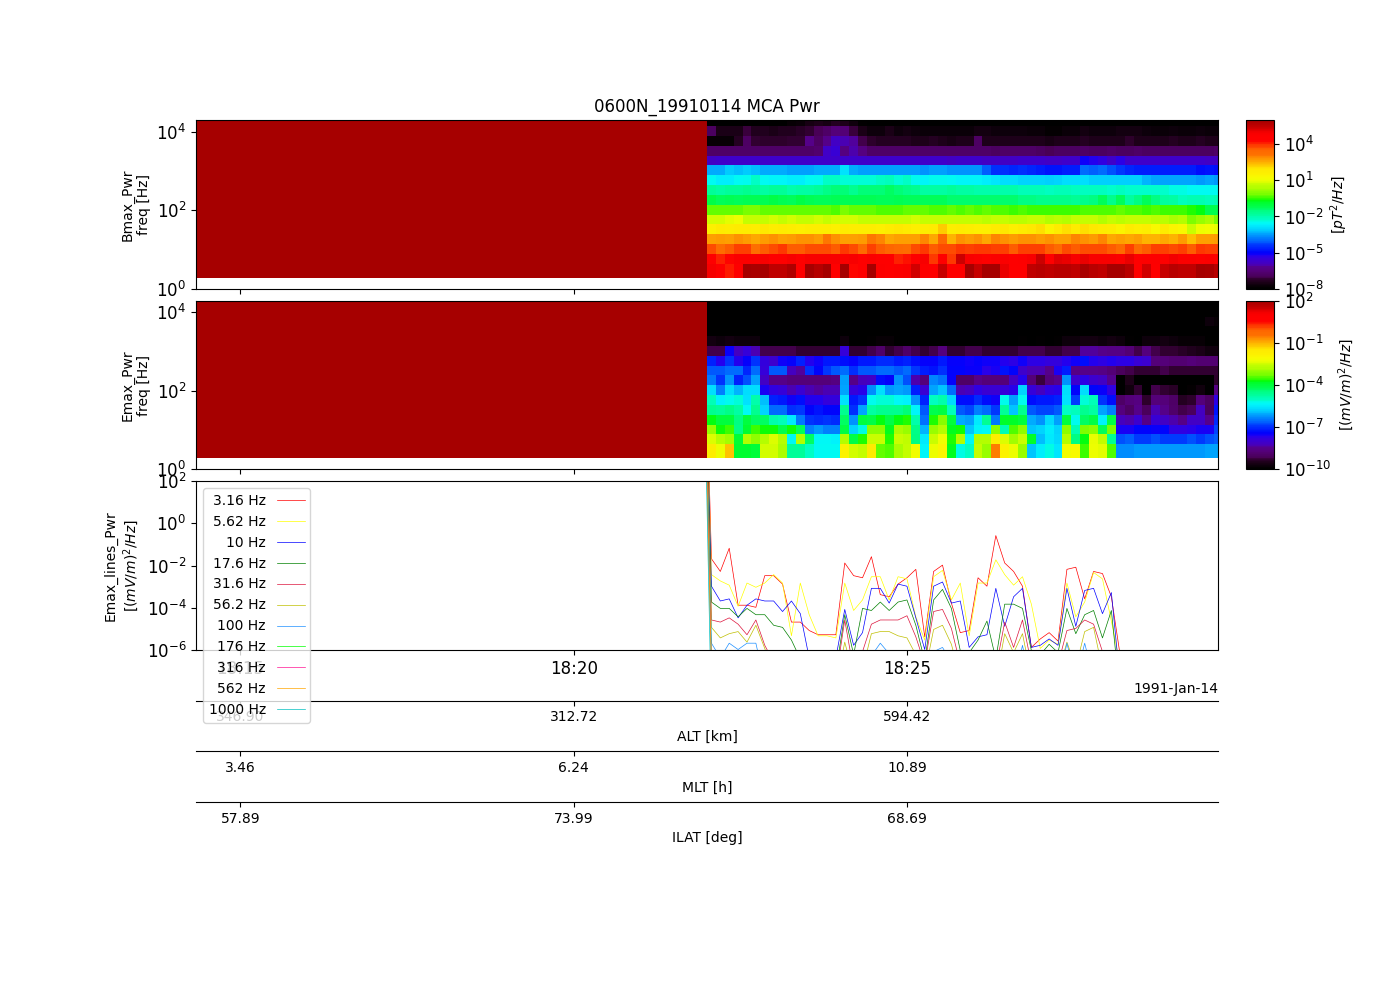 0600N_19910114 MCA Pwr
Bmax_Pwr
freq [Hz]
10^4
10^2
10^0
10^4
10^1
10^-2
10^-5
10^-8
[pT^2/Hz]
Emax_Pwr
freq [Hz]
10^4
10^2
10^0
10^2
10^-1
10^-4
10^-7
10^-10
[(mV/m)^2/Hz]
Emax_lines_Pwr
[(mV/m)^2/Hz]
10^2
10^0
10^-2
10^-4
10^-6
3.16 Hz
5.62 Hz
10 Hz
17.6 Hz
31.6 Hz
56.2 Hz
100 Hz
176 Hz
316 Hz
562 Hz
1000 Hz
18:20 18:25
1991-Jan-14
346.90 312.72 594.42
ALT [km]
3.46 6.24 10.89
MLT [h]
57.89 73.99 68.69
ILAT [deg]